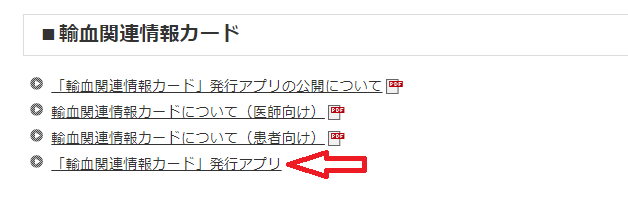 ■輸血関連情報カード
「輸血関連情報カード」発行アプリの公開について PDF
輸血関連情報カードについて（医師向け） PDF
輸血関連情報カードについて（患者向け） PDF
「輸血関連情報カード」発行アプリ